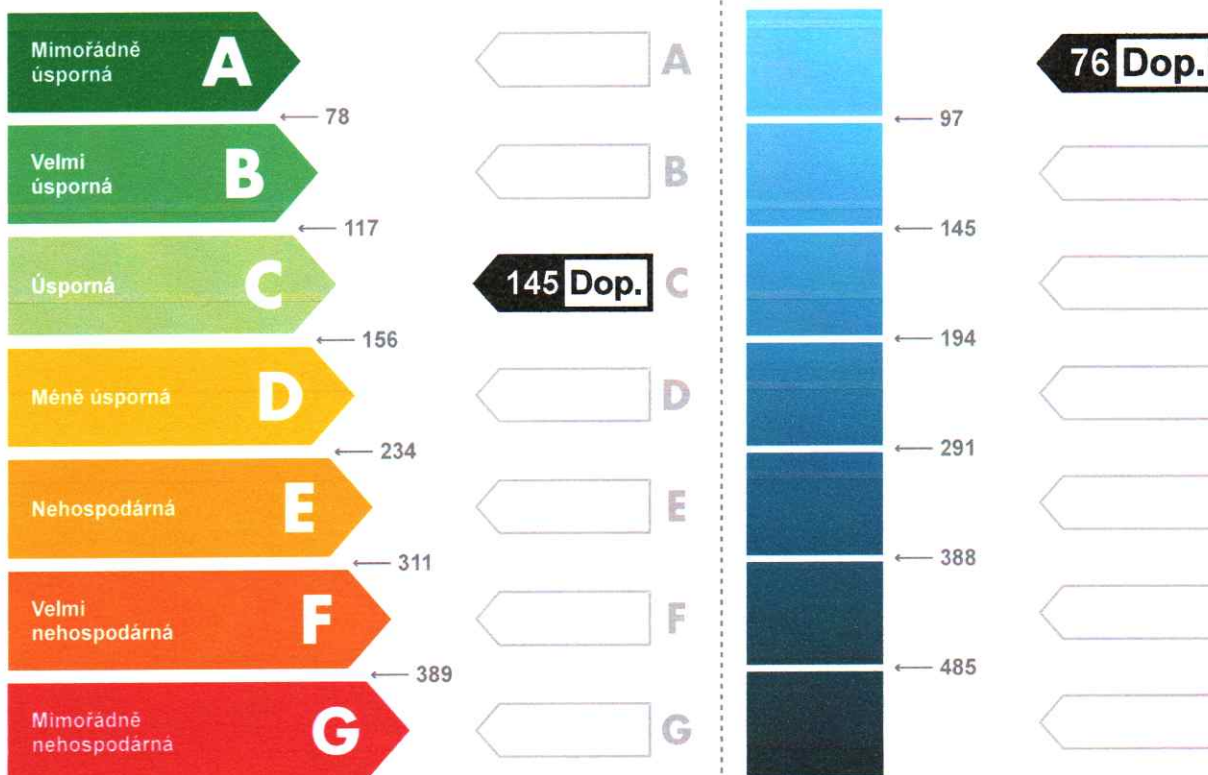 Mimořádně
úsporná
A
A
76 Dop.
← 78
← 97
Velmi
úsporná
B
B
← 117
← 145
Úsporná
C
145 Dop.
C
← 156
← 194
Méně úsporná
D
D
← 234
← 291
Nehospodárná
E
E
← 311
← 388
Velmi
nehospodárná
F
F
← 389
← 485
Mimořádně
nehospodárná
G
G